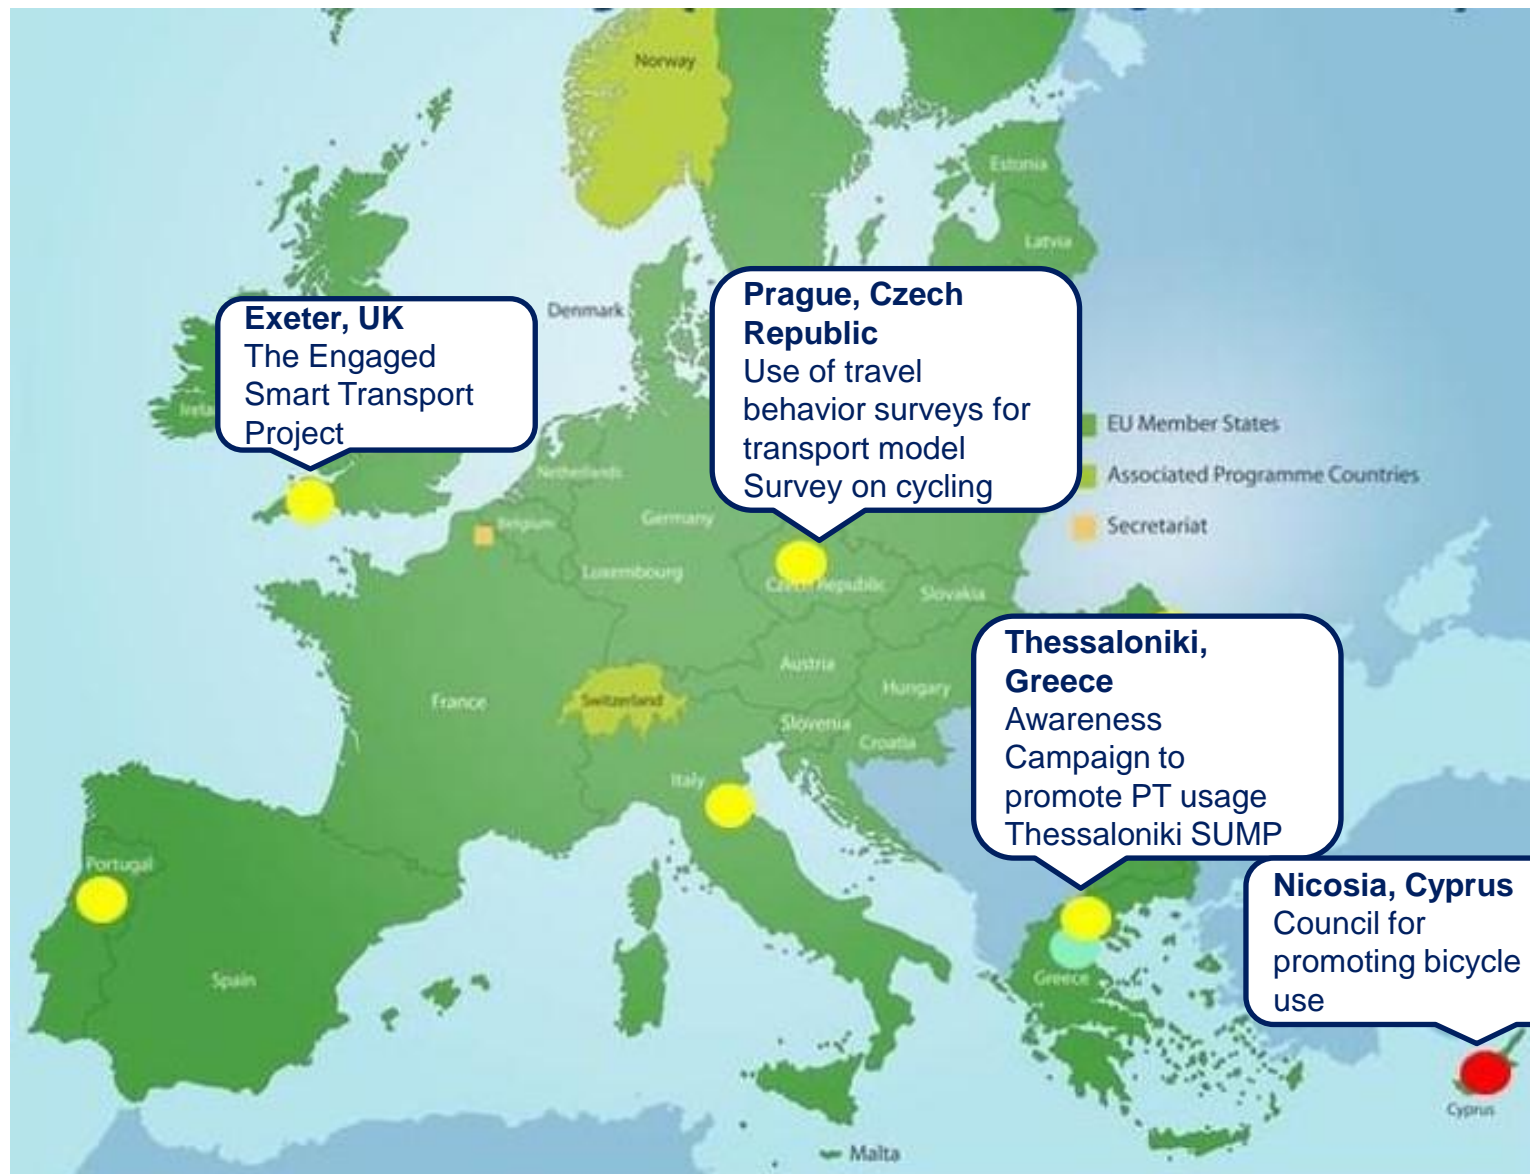 Norway
Estonia
Latvia
Denmark
Exeter, UK
The Engaged
Smart Transport
Project
Prague, Czech
Republic
Use of travel
behavior surveys for
transport model
Survey on cycling
EU Member States
Associated Programme Countries
Secretariat
Netherlands
Belgium
Germany
Luxembourg
Czech Republic
Slovakia
Austria
Hungary
France
Switzerland
Slovenia
Croatia
Italy
Thessaloniki,
Greece
Awareness
Campaign to
promote PT usage
Thessaloniki SUMP
Portugal
Spain
Greece
Nicosia, Cyprus
Council for
promoting bicycle
use
Cyprus
Malta